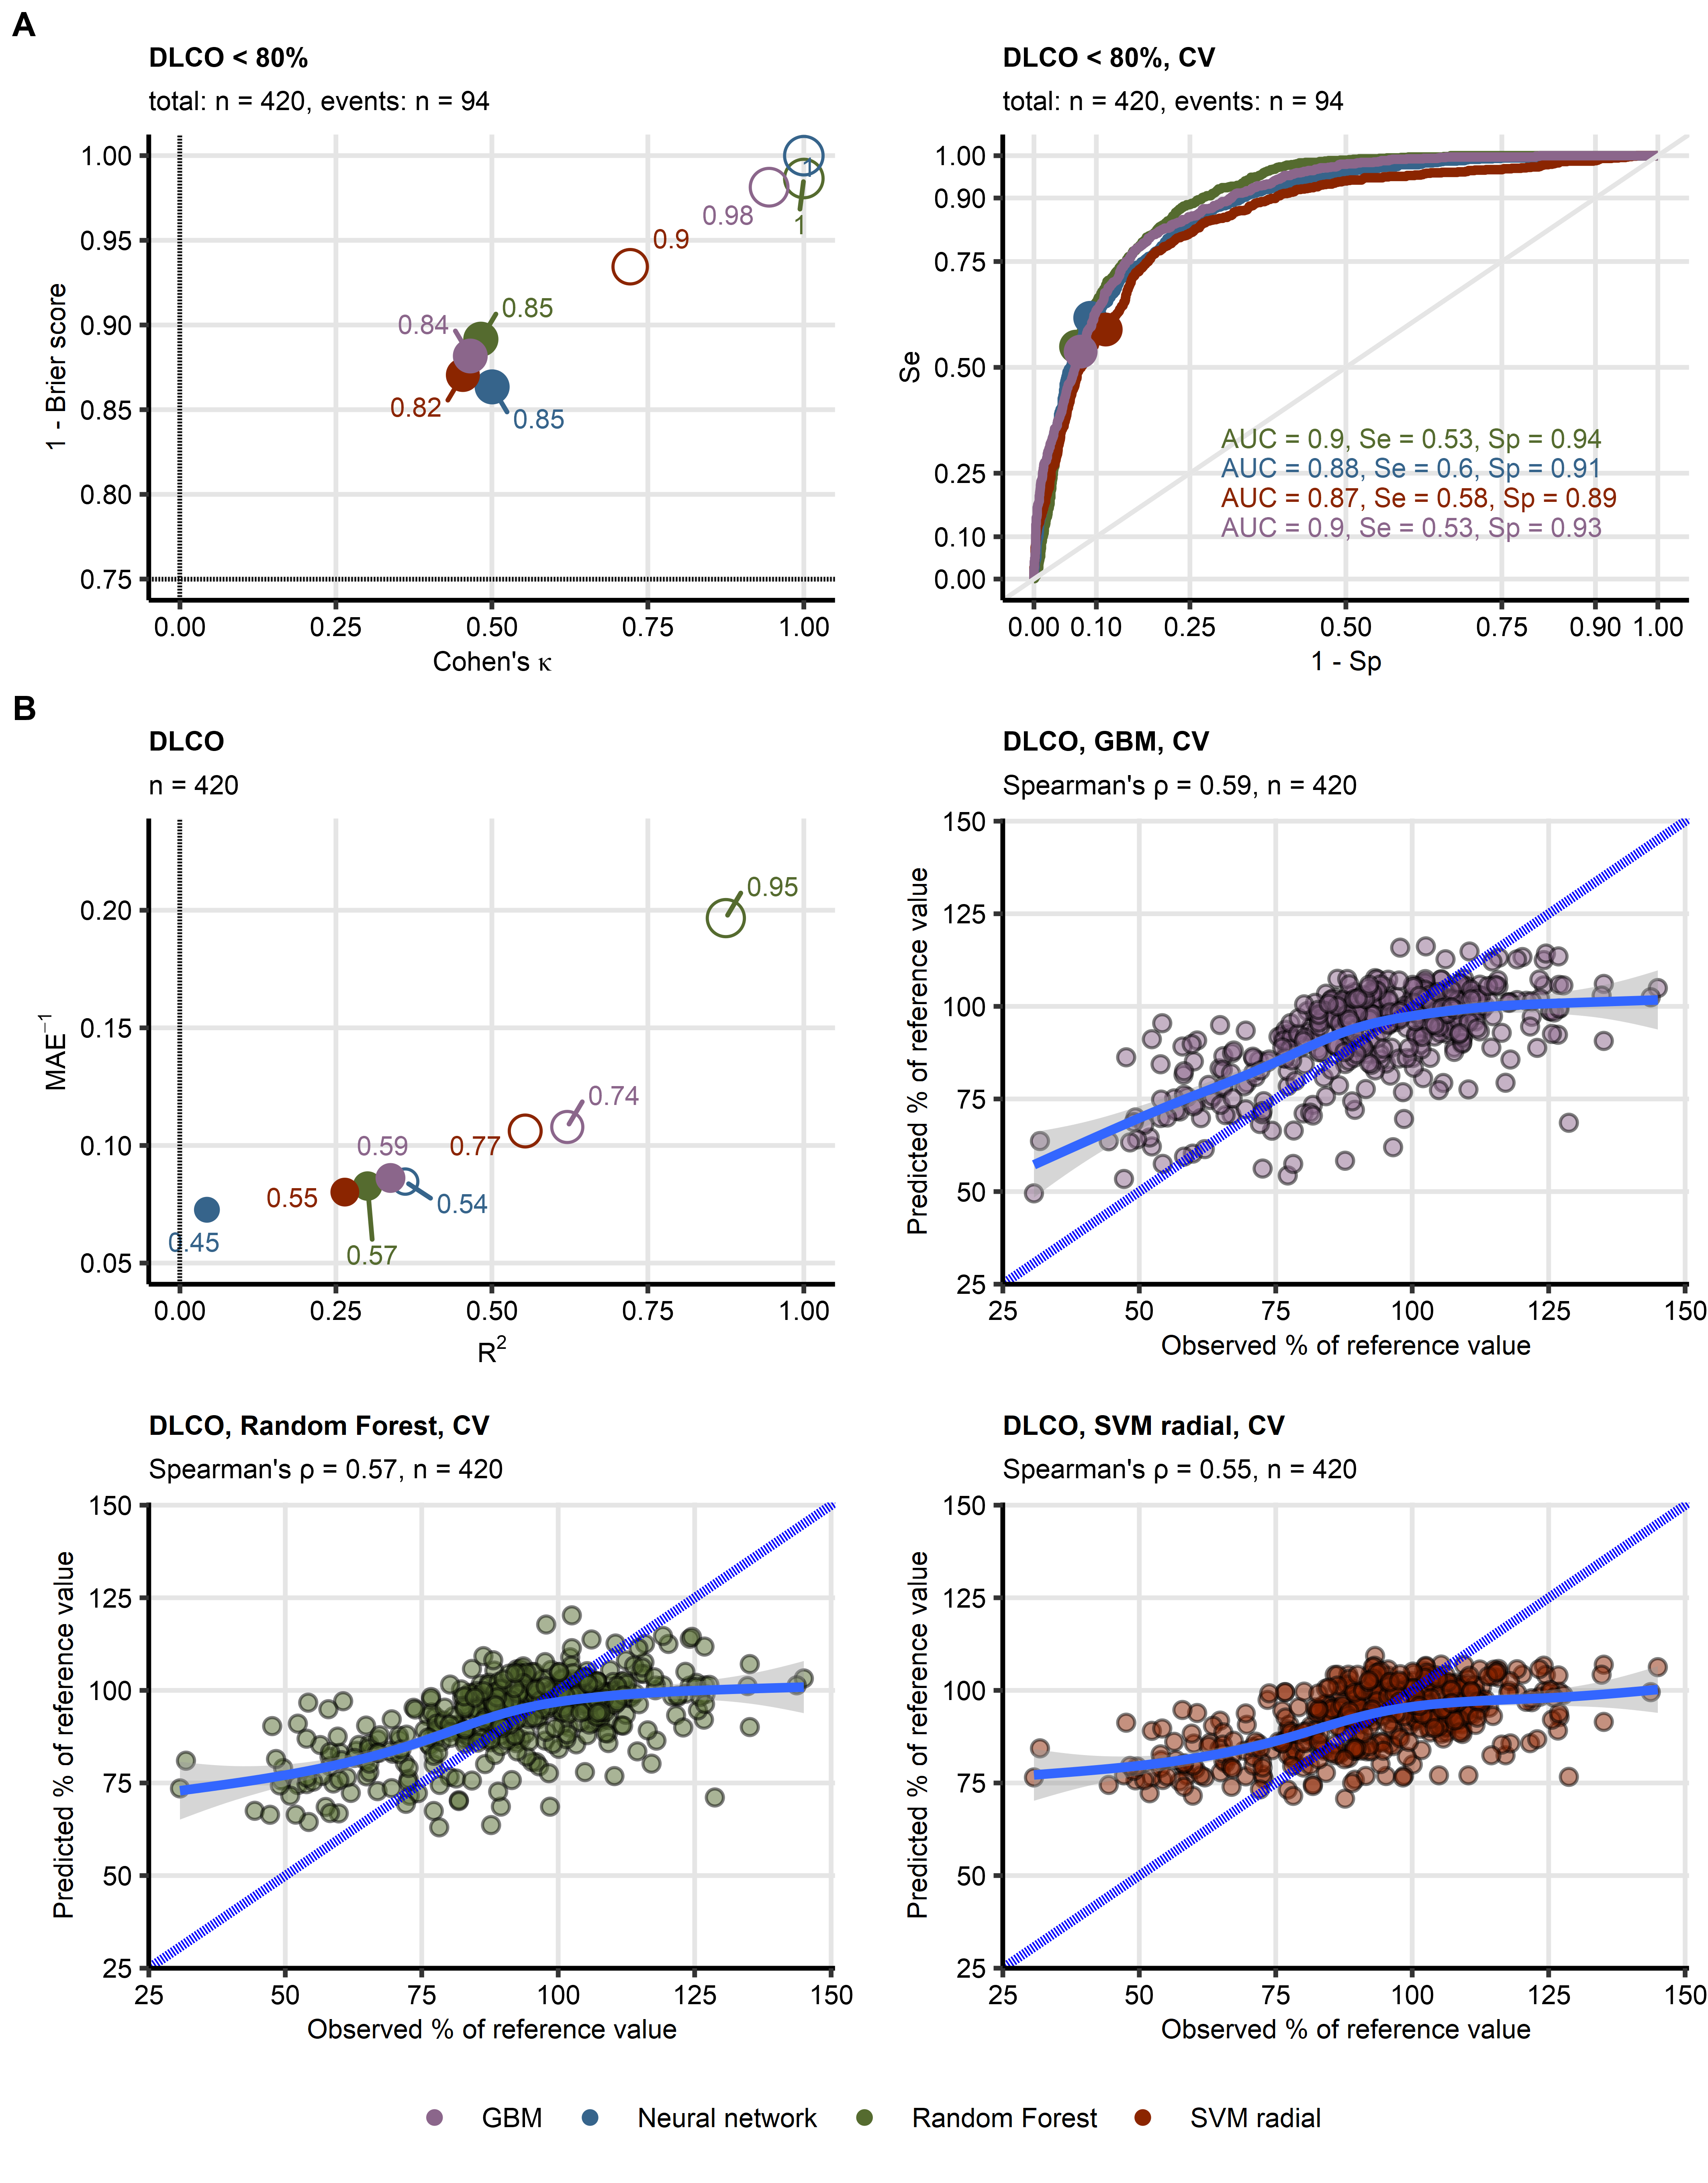 A
DLCO < 80%
total: n = 420, events: n = 94
1 - Brier score
1.00
0.95
0.90
0.85
0.80
0.75
1
1
0.98
0.9
0.85
0.84
0.82
0.85
0.00 0.25 0.50 0.75 1.00
Cohen's κ
DLCO < 80%, CV
total: n = 420, events: n = 94
Se
1.00
0.90
0.75
0.50
0.25
0.10
0.00
AUC = 0.9, Se = 0.53, Sp = 0.94
AUC = 0.88, Se = 0.6, Sp = 0.91
AUC = 0.87, Se = 0.58, Sp = 0.89
AUC = 0.9, Se = 0.53, Sp = 0.93
0.00 0.10 0.25 0.50 0.75 0.90 1.00
1 - Sp
B
DLCO
n = 420
MAE⁻¹
0.20
0.15
0.10
0.05
0.95
0.74
0.77
0.59
0.55
0.54
0.45
0.57
0.00 0.25 0.50 0.75 1.00
R²
DLCO, GBM, CV
Spearman's ρ = 0.59, n = 420
Predicted % of reference value
150
125
100
75
50
25
25 50 75 100 125 150
Observed % of reference value
DLCO, Random Forest, CV
Spearman's ρ = 0.57, n = 420
Predicted % of reference value
150
125
100
75
50
25
25 50 75 100 125 150
Observed % of reference value
DLCO, SVM radial, CV
Spearman's ρ = 0.55, n = 420
Predicted % of reference value
150
125
100
75
50
25
25 50 75 100 125 150
Observed % of reference value
GBM Neural network Random Forest SVM radial